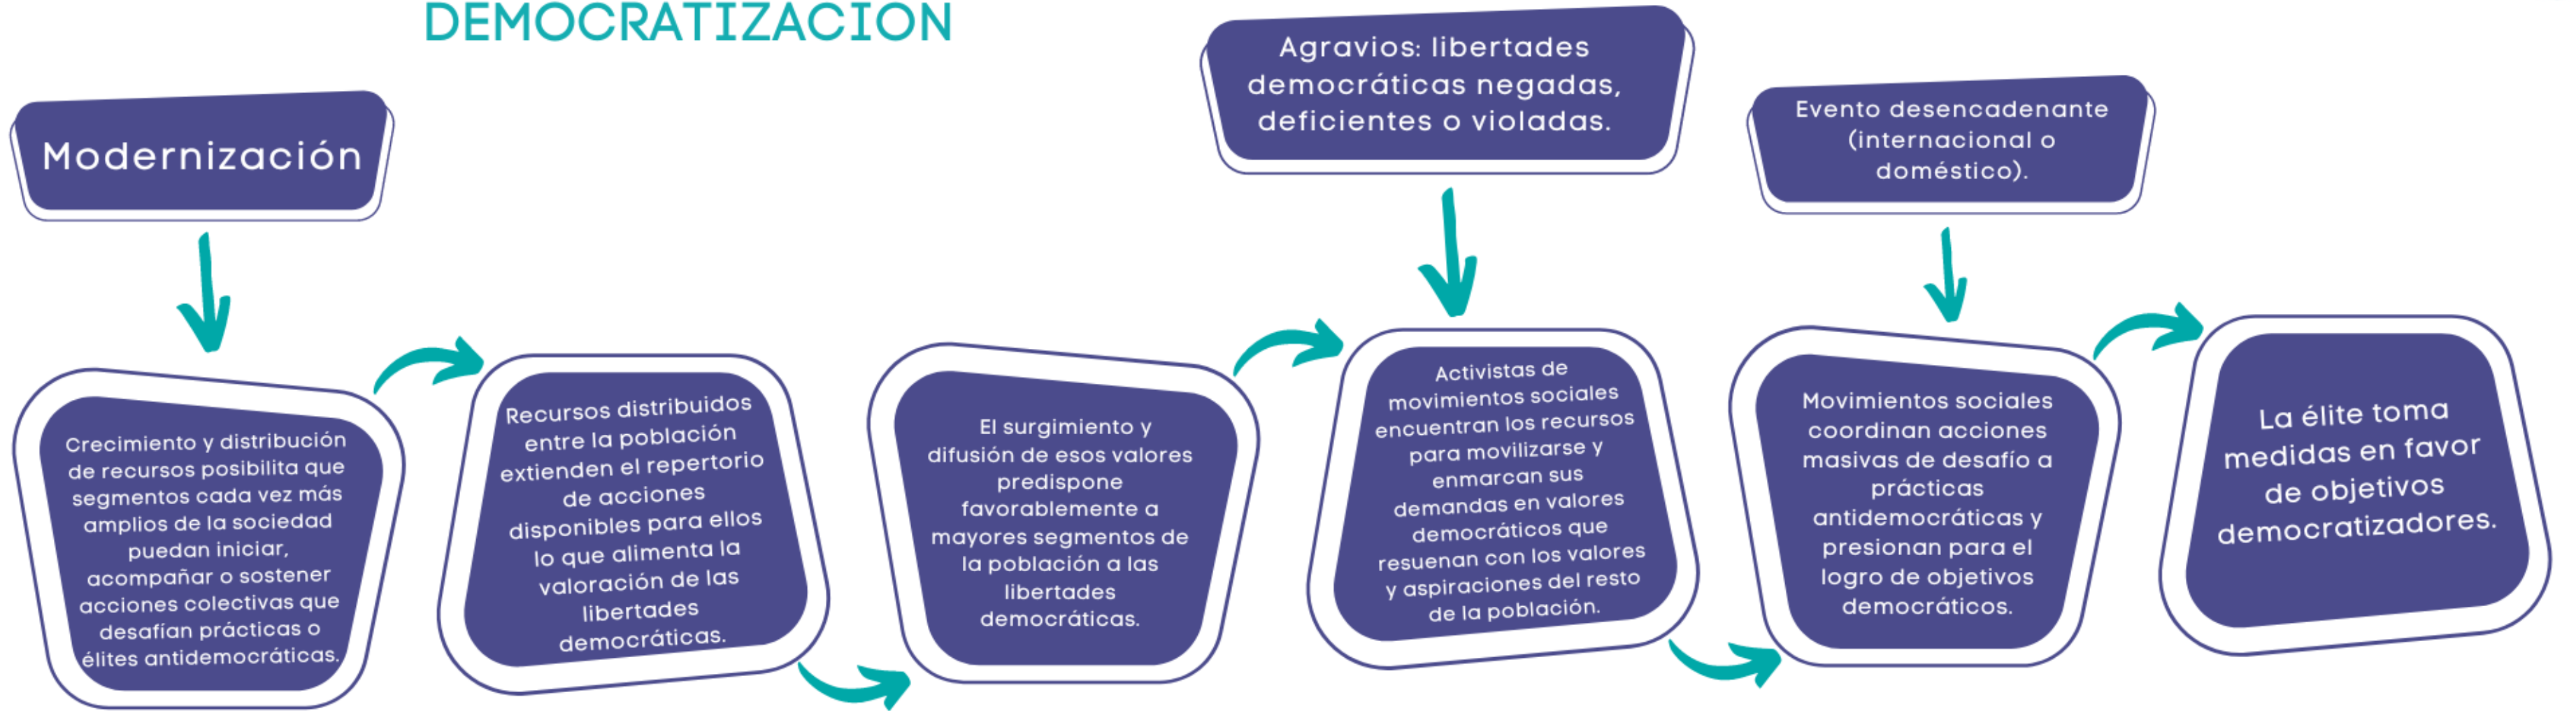 DEMOCRATIZACION
Modernización
Crecimiento y distribución
de recursos posibilita que
segmentos cada vez más
amplios de la sociedad
puedan iniciar,
acompañar o sostener
acciones colectivas que
desafían prácticas o
élites antidemocráticas.
Recursos distribuidos
entre la población
extienden el repertorio
de acciones
disponibles para ellos
lo que alimenta la
valoración de las
libertades
democráticas.
El surgimiento y
difusión de esos valores
predispone
favorablemente a
mayores segmentos de
la población a las
libertades
democráticas.
Agravios: libertades
democráticas negadas,
deficientes o violadas.
Activistas de
movimientos sociales
encuentran los recursos
para movilizarse y
enmarcan sus
demandas en valores
democráticos que
resuenan con los valores
y aspiraciones del resto
de la población.
Evento desencadenante
(internacional o
doméstico).
Movimientos sociales
coordinan acciones
masivas de desafío a
prácticas
antidemocráticas y
presionan para el
logro de objetivos
democráticos.
La élite toma
medidas en favor
de objetivos
democratizadores.